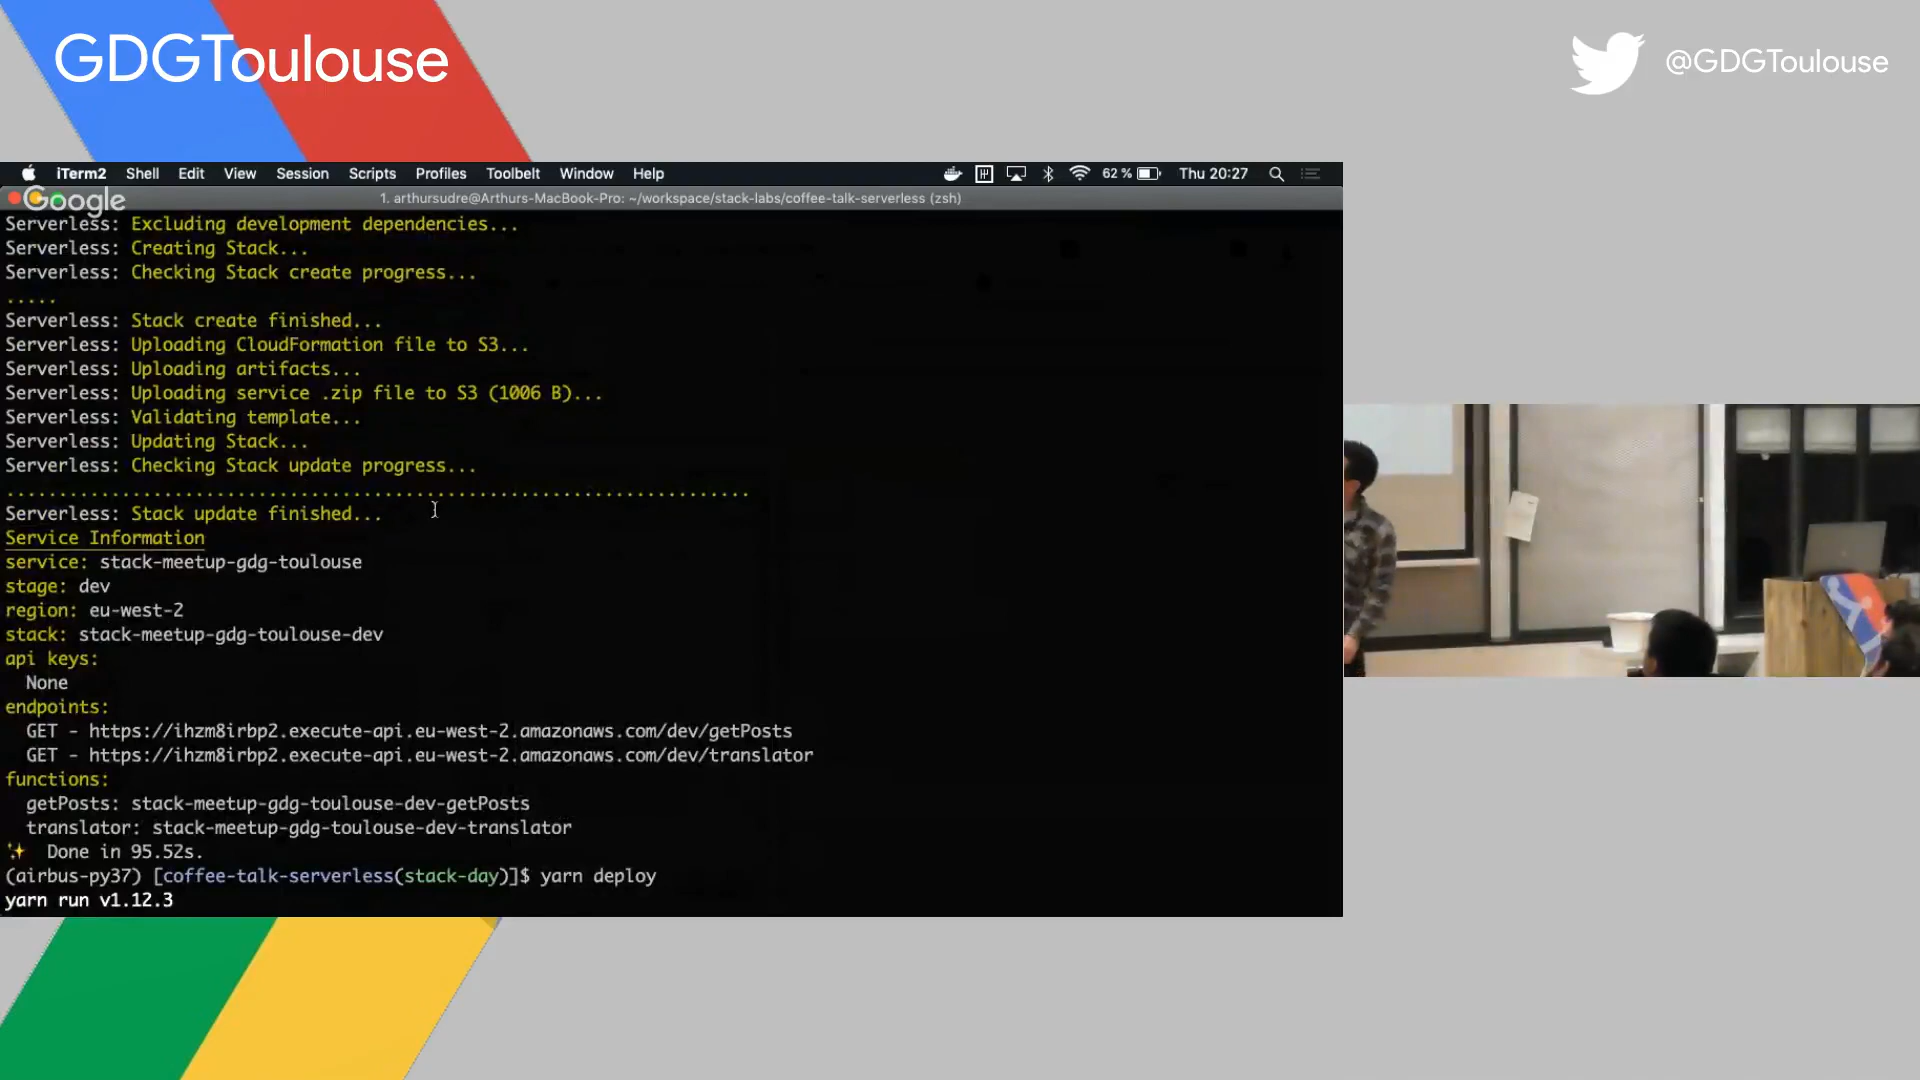 GDGToulouse
@GDGToulouse
iTerm2 Shell Edit View Session Scripts Profiles Toolbelt Window Help 62 % Thu 20:27
Google
1. arthursudre@Arthurs-MacBook-Pro: ~/workspace/stack-labs/coffee-talk-serverless (zsh)
Serverless: Excluding development dependencies...
Serverless: Creating Stack...
Serverless: Checking Stack create progress...
.....
Serverless: Stack create finished...
Serverless: Uploading CloudFormation file to S3...
Serverless: Uploading artifacts...
Serverless: Uploading service .zip file to S3 (1006 B)...
Serverless: Validating template...
Serverless: Updating Stack...
Serverless: Checking Stack update progress...
.......................................................................
Serverless: Stack update finished...
Service Information
service: stack-meetup-gdg-toulouse
stage: dev
region: eu-west-2
stack: stack-meetup-gdg-toulouse-dev
api keys:
None
endpoints:
GET - https://ihzm8irbp2.execute-api.eu-west-2.amazonaws.com/dev/getPosts
GET - https://ihzm8irbp2.execute-api.eu-west-2.amazonaws.com/dev/translator
functions:
getPosts: stack-meetup-gdg-toulouse-dev-getPosts
translator: stack-meetup-gdg-toulouse-dev-translator
✨ Done in 95.52s.
(airbus-py37) [coffee-talk-serverless(stack-day)]$ yarn deploy
yarn run v1.12.3